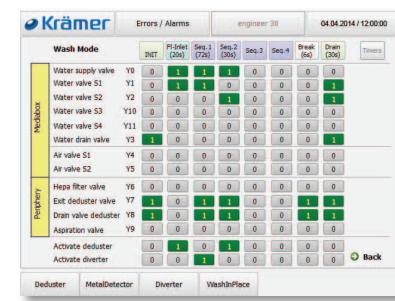 Krämer Errors / Alarms engineer 30 04.04.2014 / 12:00:00
Wash Mode INIT Fl-Inlet (20s) Seq.1 (72s) Seq.2 (30s) Seq.3 Seq.4 Break (6s) Drain (30s) Timers
Mediabox
Water supply valve Y0 0 1 1 1 0 0 0 0
Water valve S1 Y1 0 1 1 0 0 0 0 1
Water valve S2 Y2 0 0 0 1 0 0 0 1
Water valve S3 Y10 0 0 0 0 0 0 0 0
Water valve S4 Y11 0 0 0 0 0 0 0 0
Water drain valve Y3 1 0 0 0 0 0 0 1
Air valve S1 Y4 0 0 0 0 0 0 0 0
Air valve S2 Y5 0 0 0 0 0 0 0 0
Periphery
Hepa filter valve Y6 0 0 0 0 0 0 0 0
Exit deduster valve Y7 1 0 1 1 0 0 1 1
Drain valve deduster Y8 1 0 1 1 0 0 1 1
Aspiration valve Y9 0 0 0 0 0 0 0 0
Activate deduster 0 1 0 1 0 0 0 0
Activate diverter 0 0 1 0 0 0 0 0 Back
Deduster MetalDetector Diverter WashInPlace